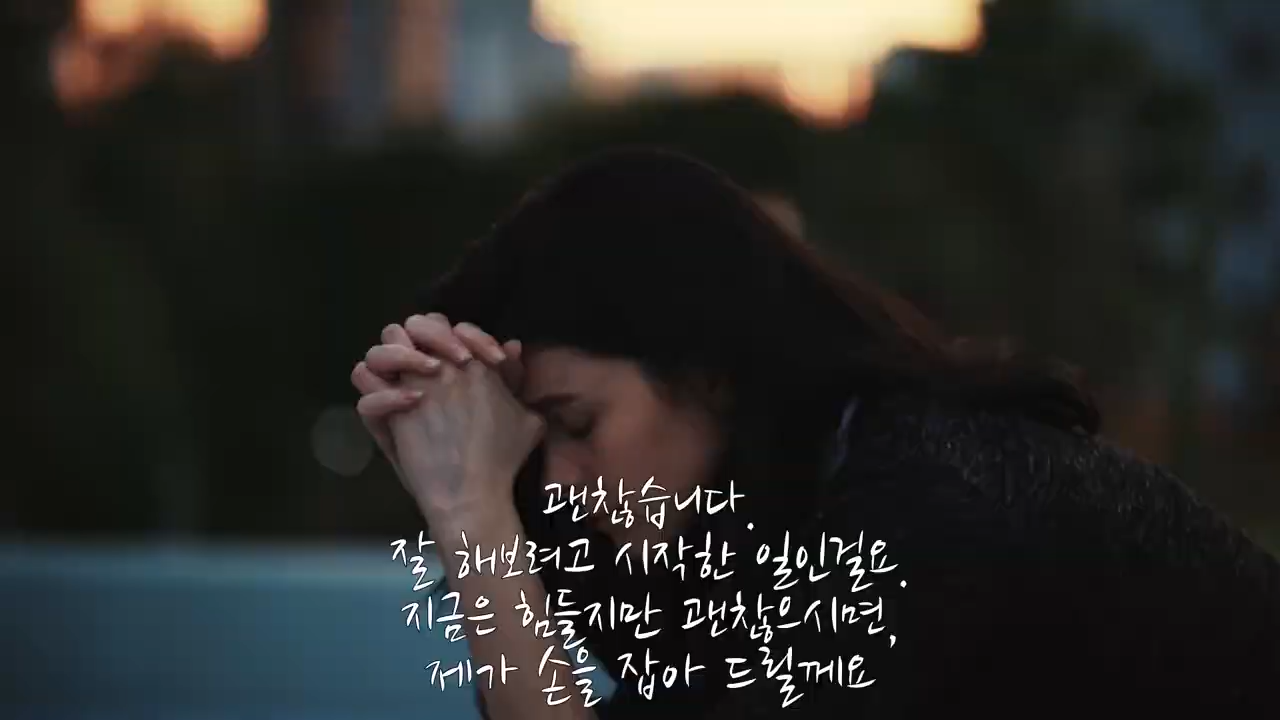 괜찮습니다.
잘 해보려고 시작한 일인걸요.
지금은 힘들지만 괜찮으시면,
제가 손을 잡아 드릴께요